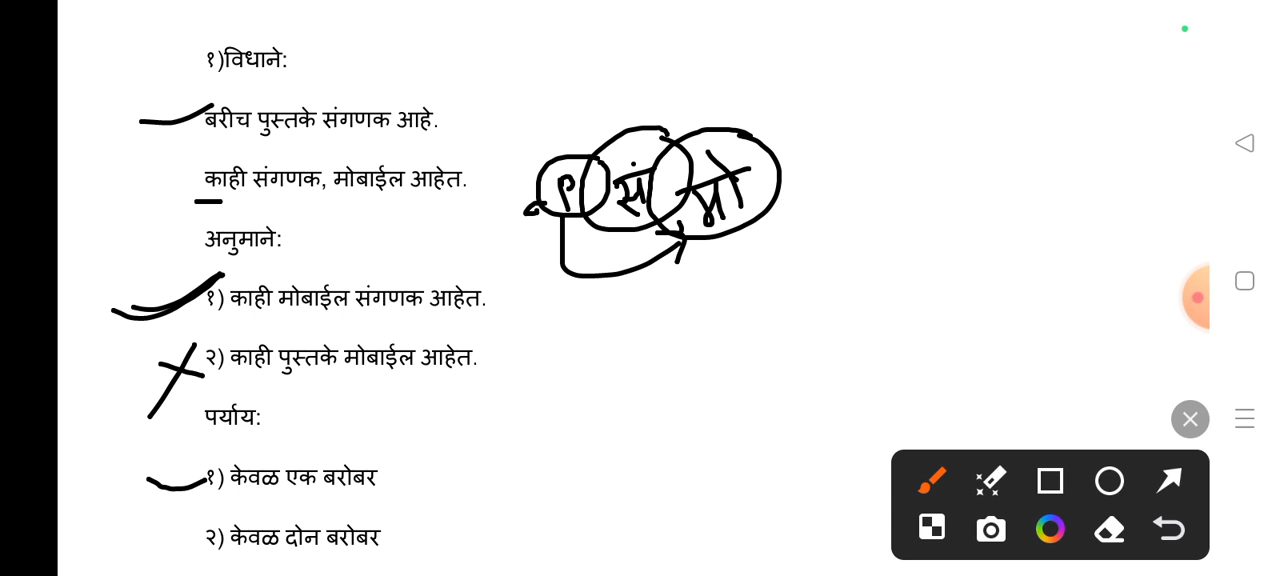 १)विधाने:
बरीच पुस्तके संगणक आहे.
काही संगणक, मोबाईल आहेत.
प सं मो
अनुमाने:
१) काही मोबाईल संगणक आहेत.
२) काही पुस्तके मोबाईल आहेत.
पर्याय:
१) केवळ एक बरोबर
२) केवळ दोन बरोबर